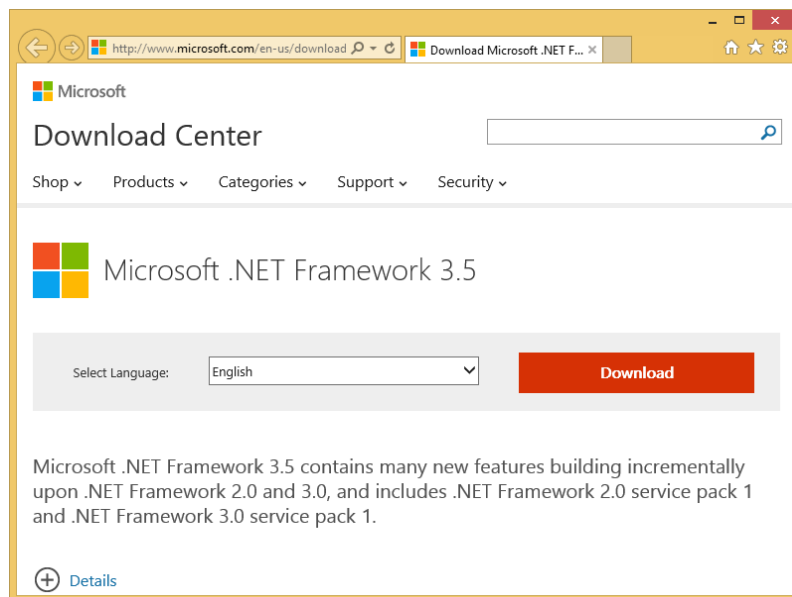 http://www.microsoft.com/en-us/download
Download Microsoft .NET F...
Microsoft
Download Center
Shop Products Categories Support Security
Microsoft .NET Framework 3.5
Select Language: English Download
Microsoft .NET Framework 3.5 contains many new features building incrementally
upon .NET Framework 2.0 and 3.0, and includes .NET Framework 2.0 service pack 1
and .NET Framework 3.0 service pack 1.
Details